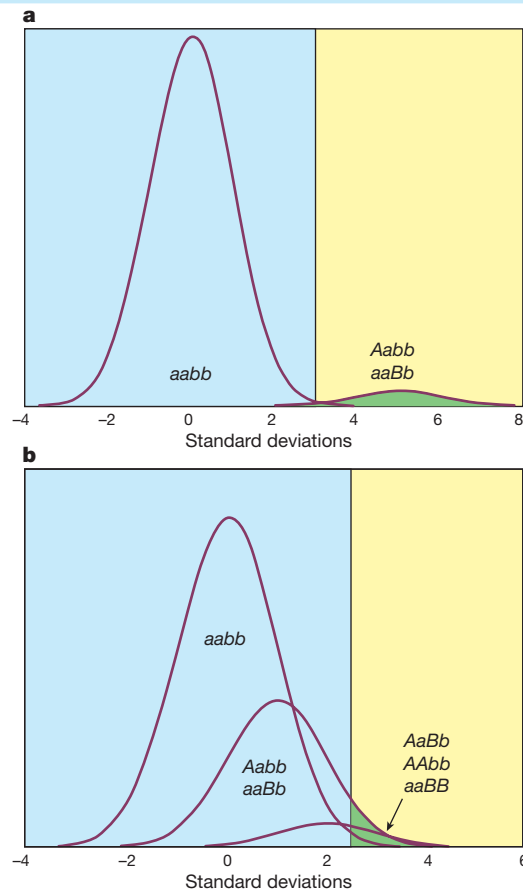 a
aabb
Aabb
aaBb
−4 −2 0 2 4 6 8
Standard deviations
b
aabb
Aabb
aaBb
AaBb
AAbb
aaBB
−4 −2 0 2 4 6
Standard deviations